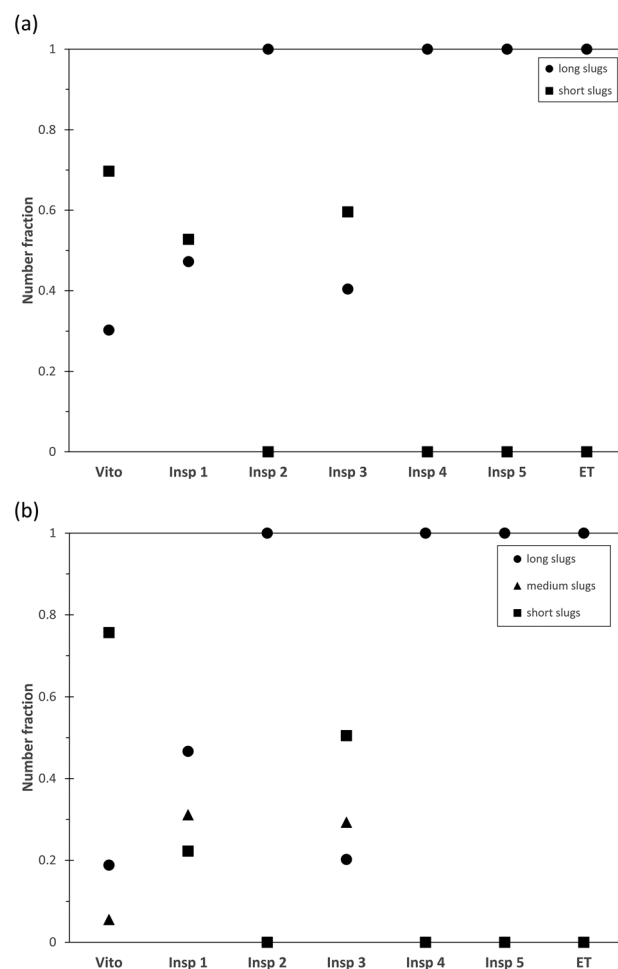 (a)
1
0.8
0.6
0.4
0.2
0
Number fraction
long slugs
short slugs
Vito Insp 1 Insp 2 Insp 3 Insp 4 Insp 5 ET
(b)
1
0.8
0.6
0.4
0.2
0
Number fraction
long slugs
medium slugs
short slugs
Vito Insp 1 Insp 2 Insp 3 Insp 4 Insp 5 ET